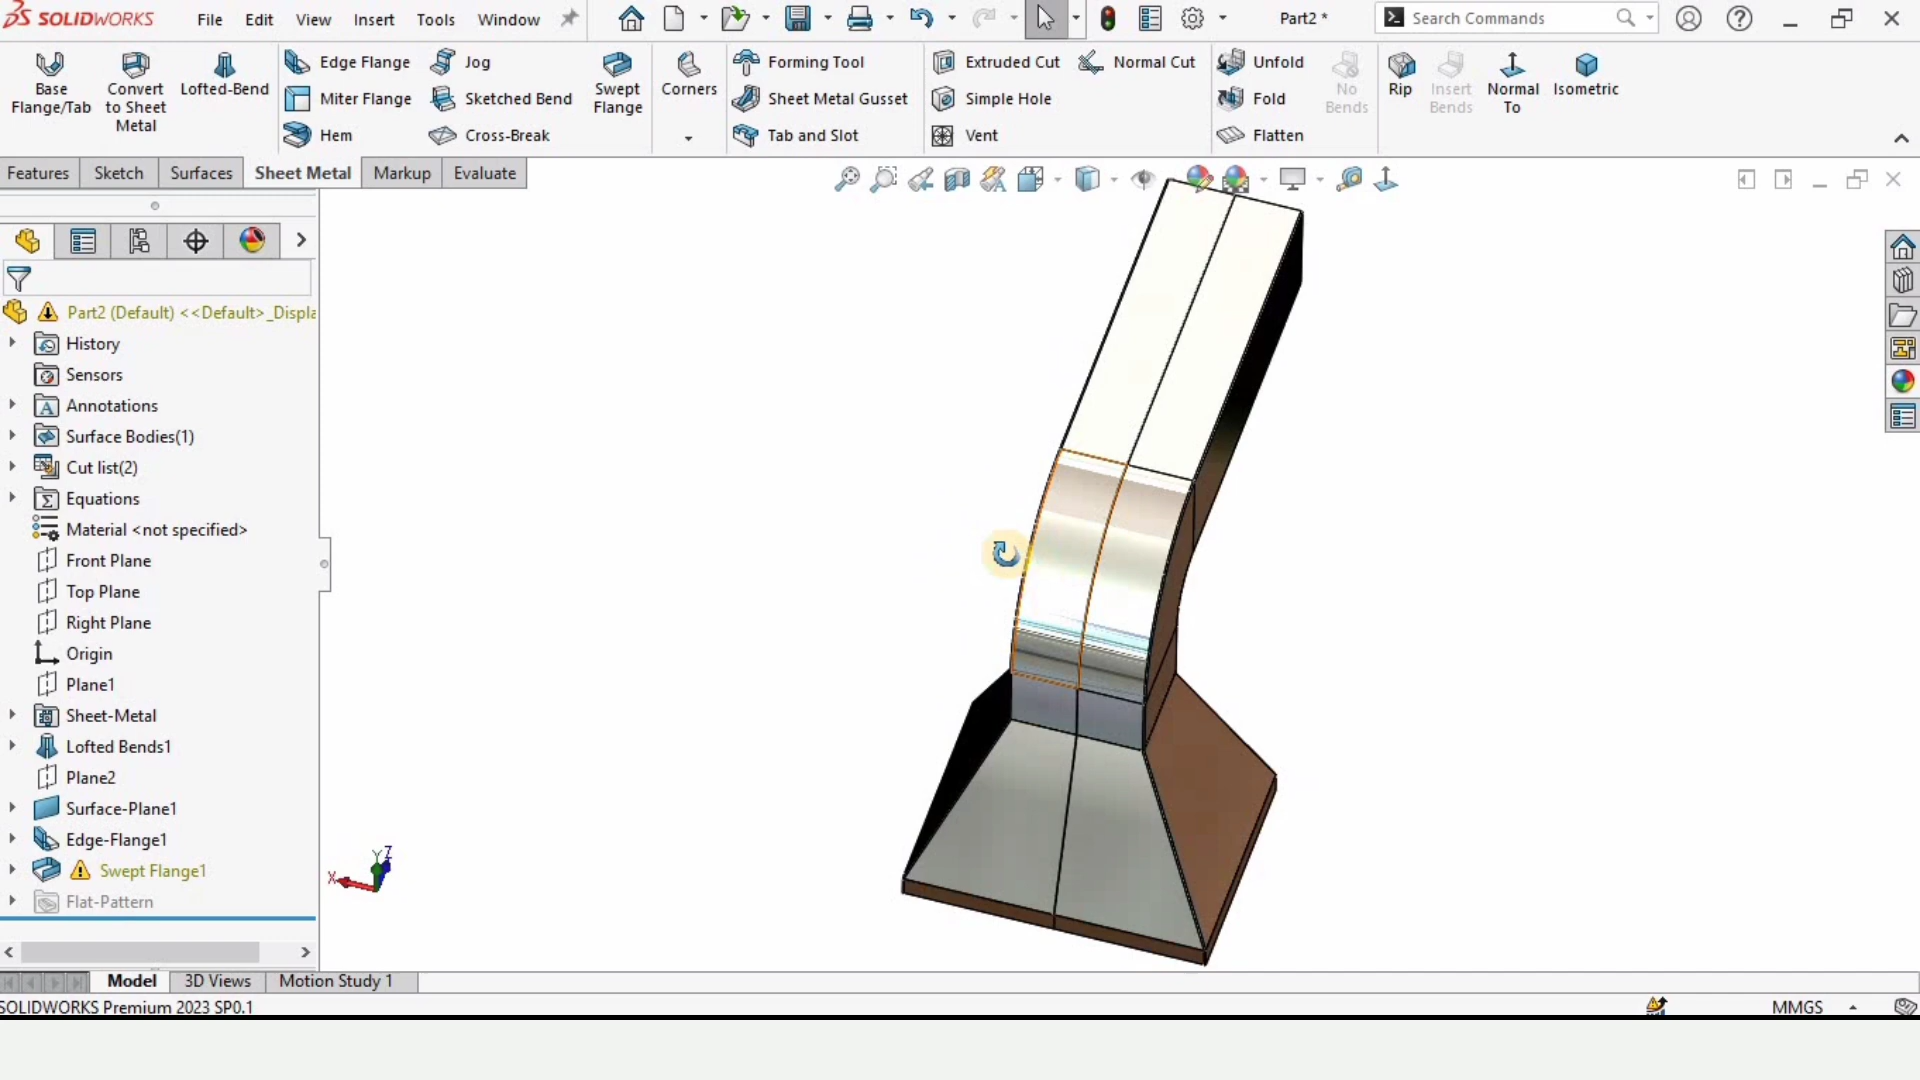 SOLIDWORKS File Edit View Insert Tools Window Part2 * Search Commands
Base Flange/Tab
Convert to Sheet Metal
Lofted-Bend
Edge Flange
Miter Flange
Hem
Jog
Sketched Bend
Cross-Break
Swept Flange
Corners
Forming Tool
Sheet Metal Gusset
Tab and Slot
Extruded Cut
Simple Hole
Vent
Normal Cut
Unfold
Fold
Flatten
No Bends
Rip
Insert Bends
Normal To
Isometric
Features Sketch Surfaces Sheet Metal Markup Evaluate
Part2 (Default) <<Default>_Displa
History
Sensors
Annotations
Surface Bodies(1)
Cut list(2)
Equations
Material <not specified>
Front Plane
Top Plane
Right Plane
Origin
Plane1
Sheet-Metal
Lofted Bends1
Plane2
Surface-Plane1
Edge-Flange1
Swept Flange1
Flat-Pattern
X Y Z
Model 3D Views Motion Study 1
SOLIDWORKS Premium 2023 SP0.1 MMGS